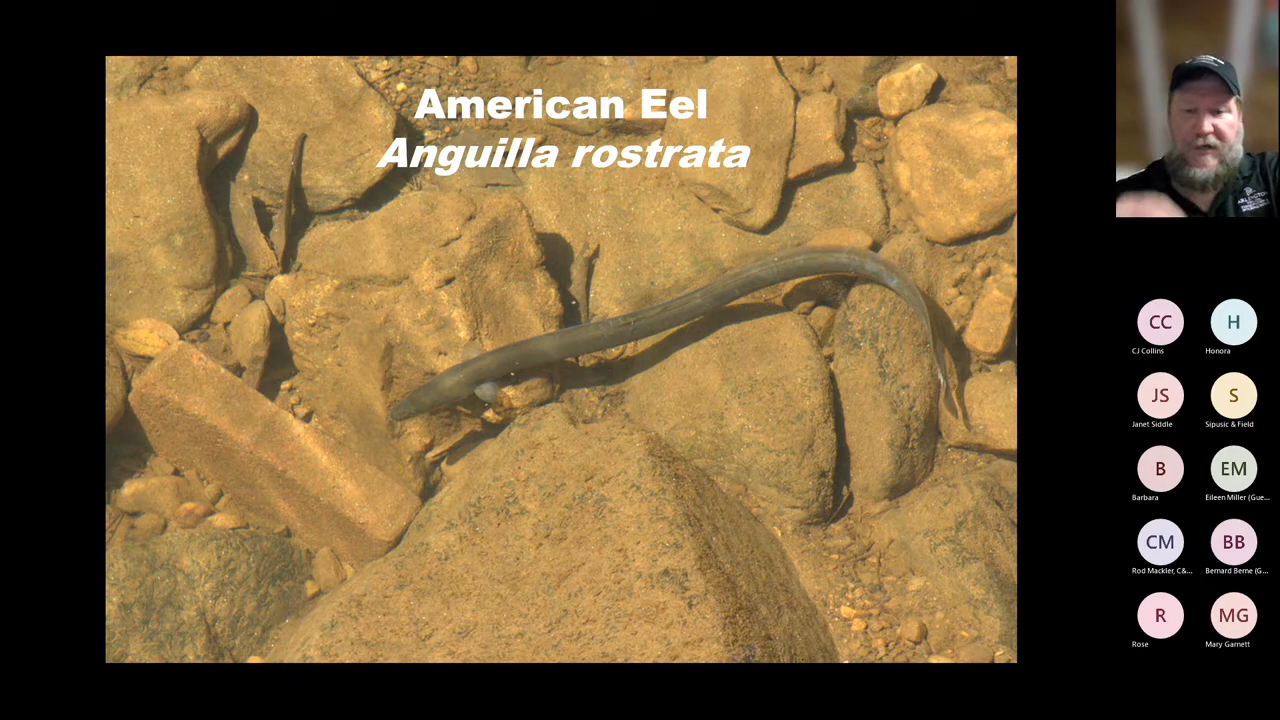 American Eel
Anguilla rostrata
ARLINGTON
CC
H
CJ Collins
Honora
JS
S
Janet Siddle
Sipusic & Field
B
EM
Barbara
Eileen Miller (Gue...
CM
BB
Rod Mackler, C&...
Bernard Berne (G...
R
MG
Rose
Mary Garnett